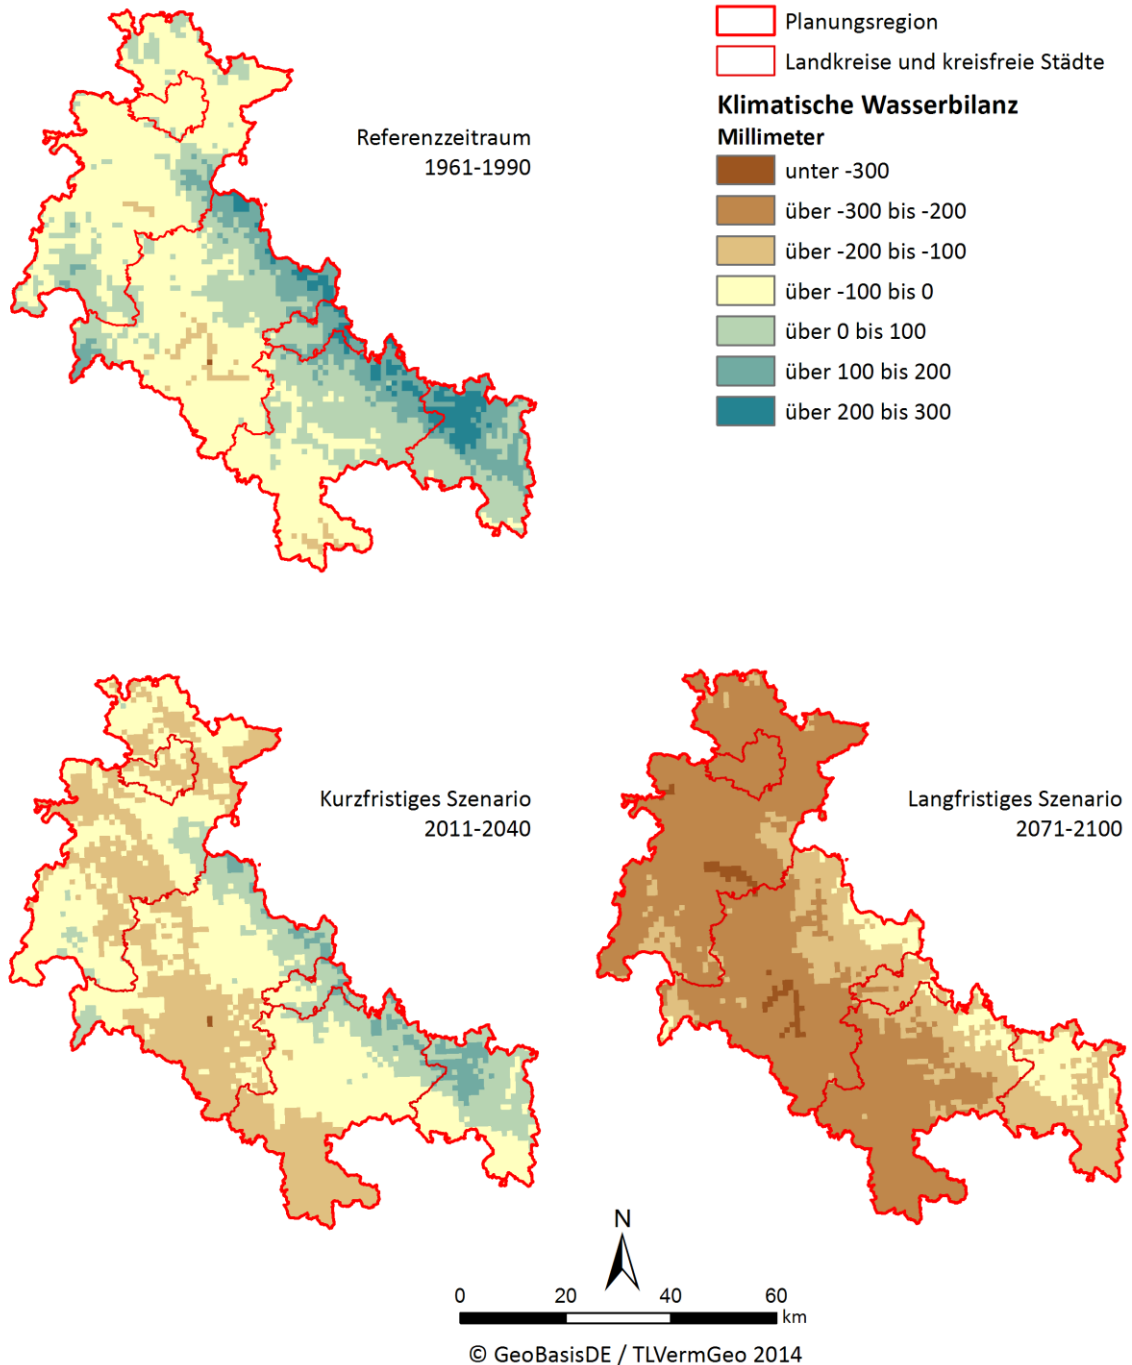 Planungsregion
Landkreise und kreisfreie Städte
Klimatische Wasserbilanz
Millimeter
unter -300
über -300 bis -200
über -200 bis -100
über -100 bis 0
über 0 bis 100
über 100 bis 200
über 200 bis 300
Referenzzeitraum
1961-1990
Kurzfristiges Szenario
2011-2040
Langfristiges Szenario
2071-2100
N
0 20 40 60
km
© GeoBasisDE / TLVermGeo 2014